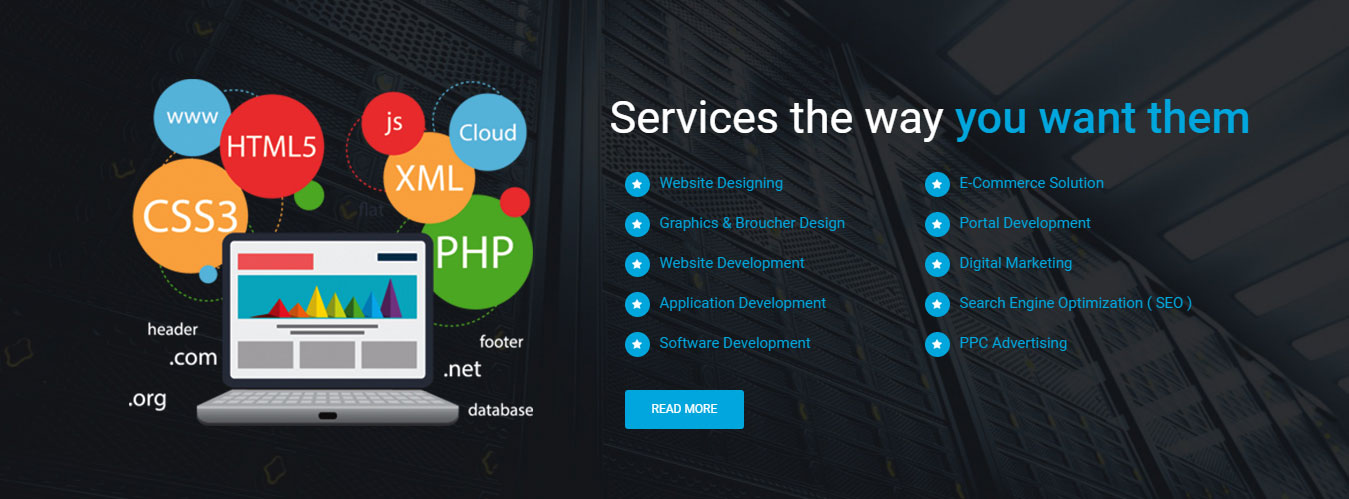 www
HTML5
CSS3
js
Cloud
XML
PHP
header
.com
.org
footer
.net
database
flat
Services the way you want them
Website Designing
Graphics & Broucher Design
Website Development
Application Development
Software Development
E-Commerce Solution
Portal Development
Digital Marketing
Search Engine Optimization ( SEO )
PPC Advertising
READ MORE